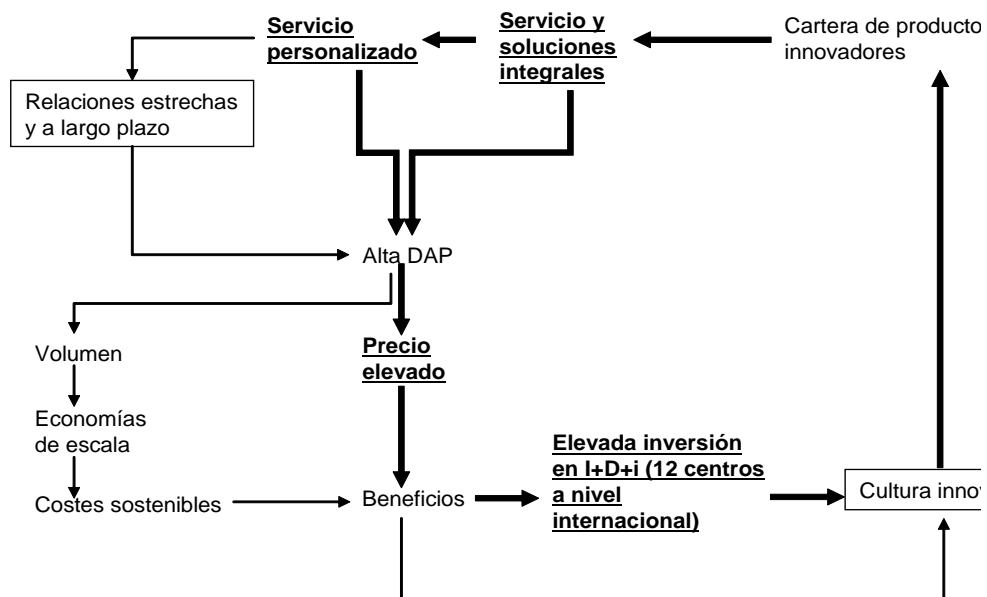 Servicio
personalizado
Servicio y
soluciones
integrales
Cartera de producto
innovadores
Relaciones estrechas
y a largo plazo
Alta DAP
Volumen
Precio
elevado
Economías
de escala
Elevada inversión
en I+D+i (12 centros
a nivel
internacional)
Costes sostenibles
Beneficios
Cultura innov